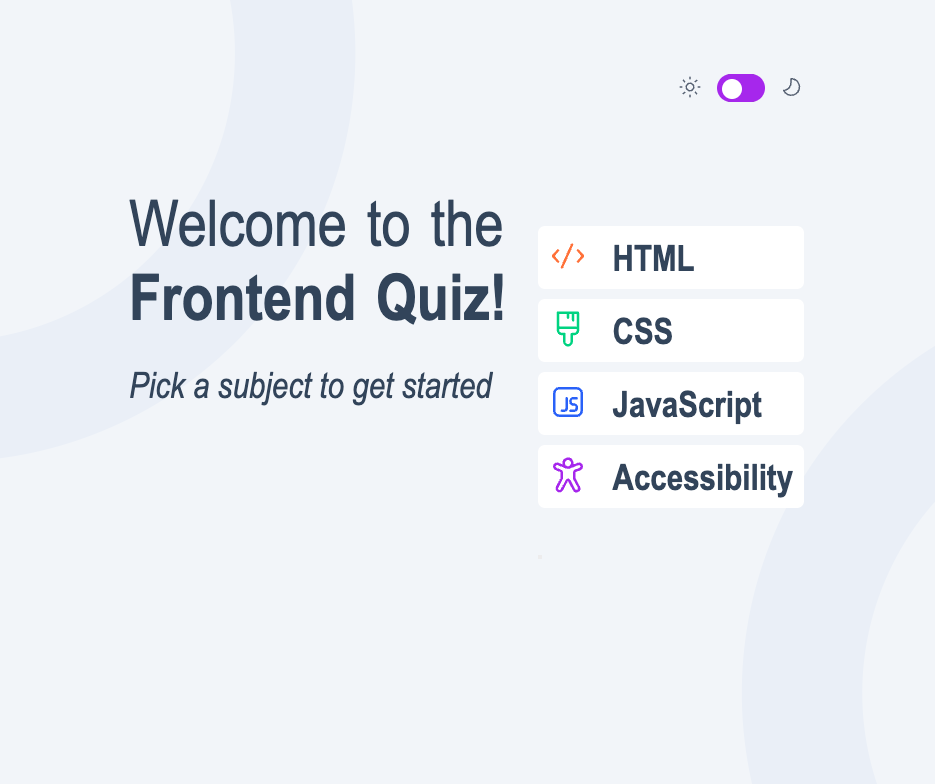 Welcome to the
Frontend Quiz!
Pick a subject to get started
HTML
CSS
JS
JavaScript
Accessibility